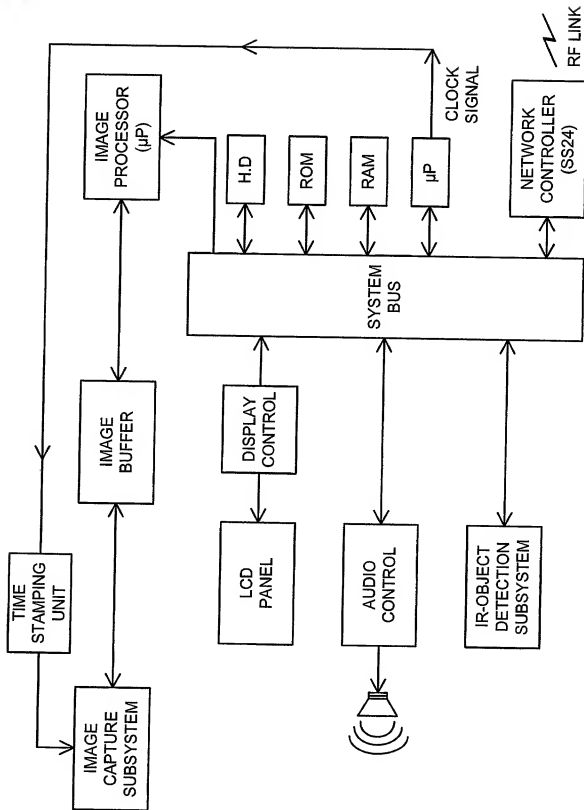 IMAGE
CAPTURE
SUBSYSTEM
TIME
STAMPING
UNIT
IMAGE
BUFFER
IMAGE
PROCESSOR
(µP)
LCD
PANEL
DISPLAY
CONTROL
H.D
ROM
RAM
µP
CLOCK
SIGNAL
AUDIO
CONTROL
SYSTEM
BUS
IR-OBJECT
DETECTION
SUBSYSTEM
NETWORK
CONTROLLER
(SS24)
RF LINK